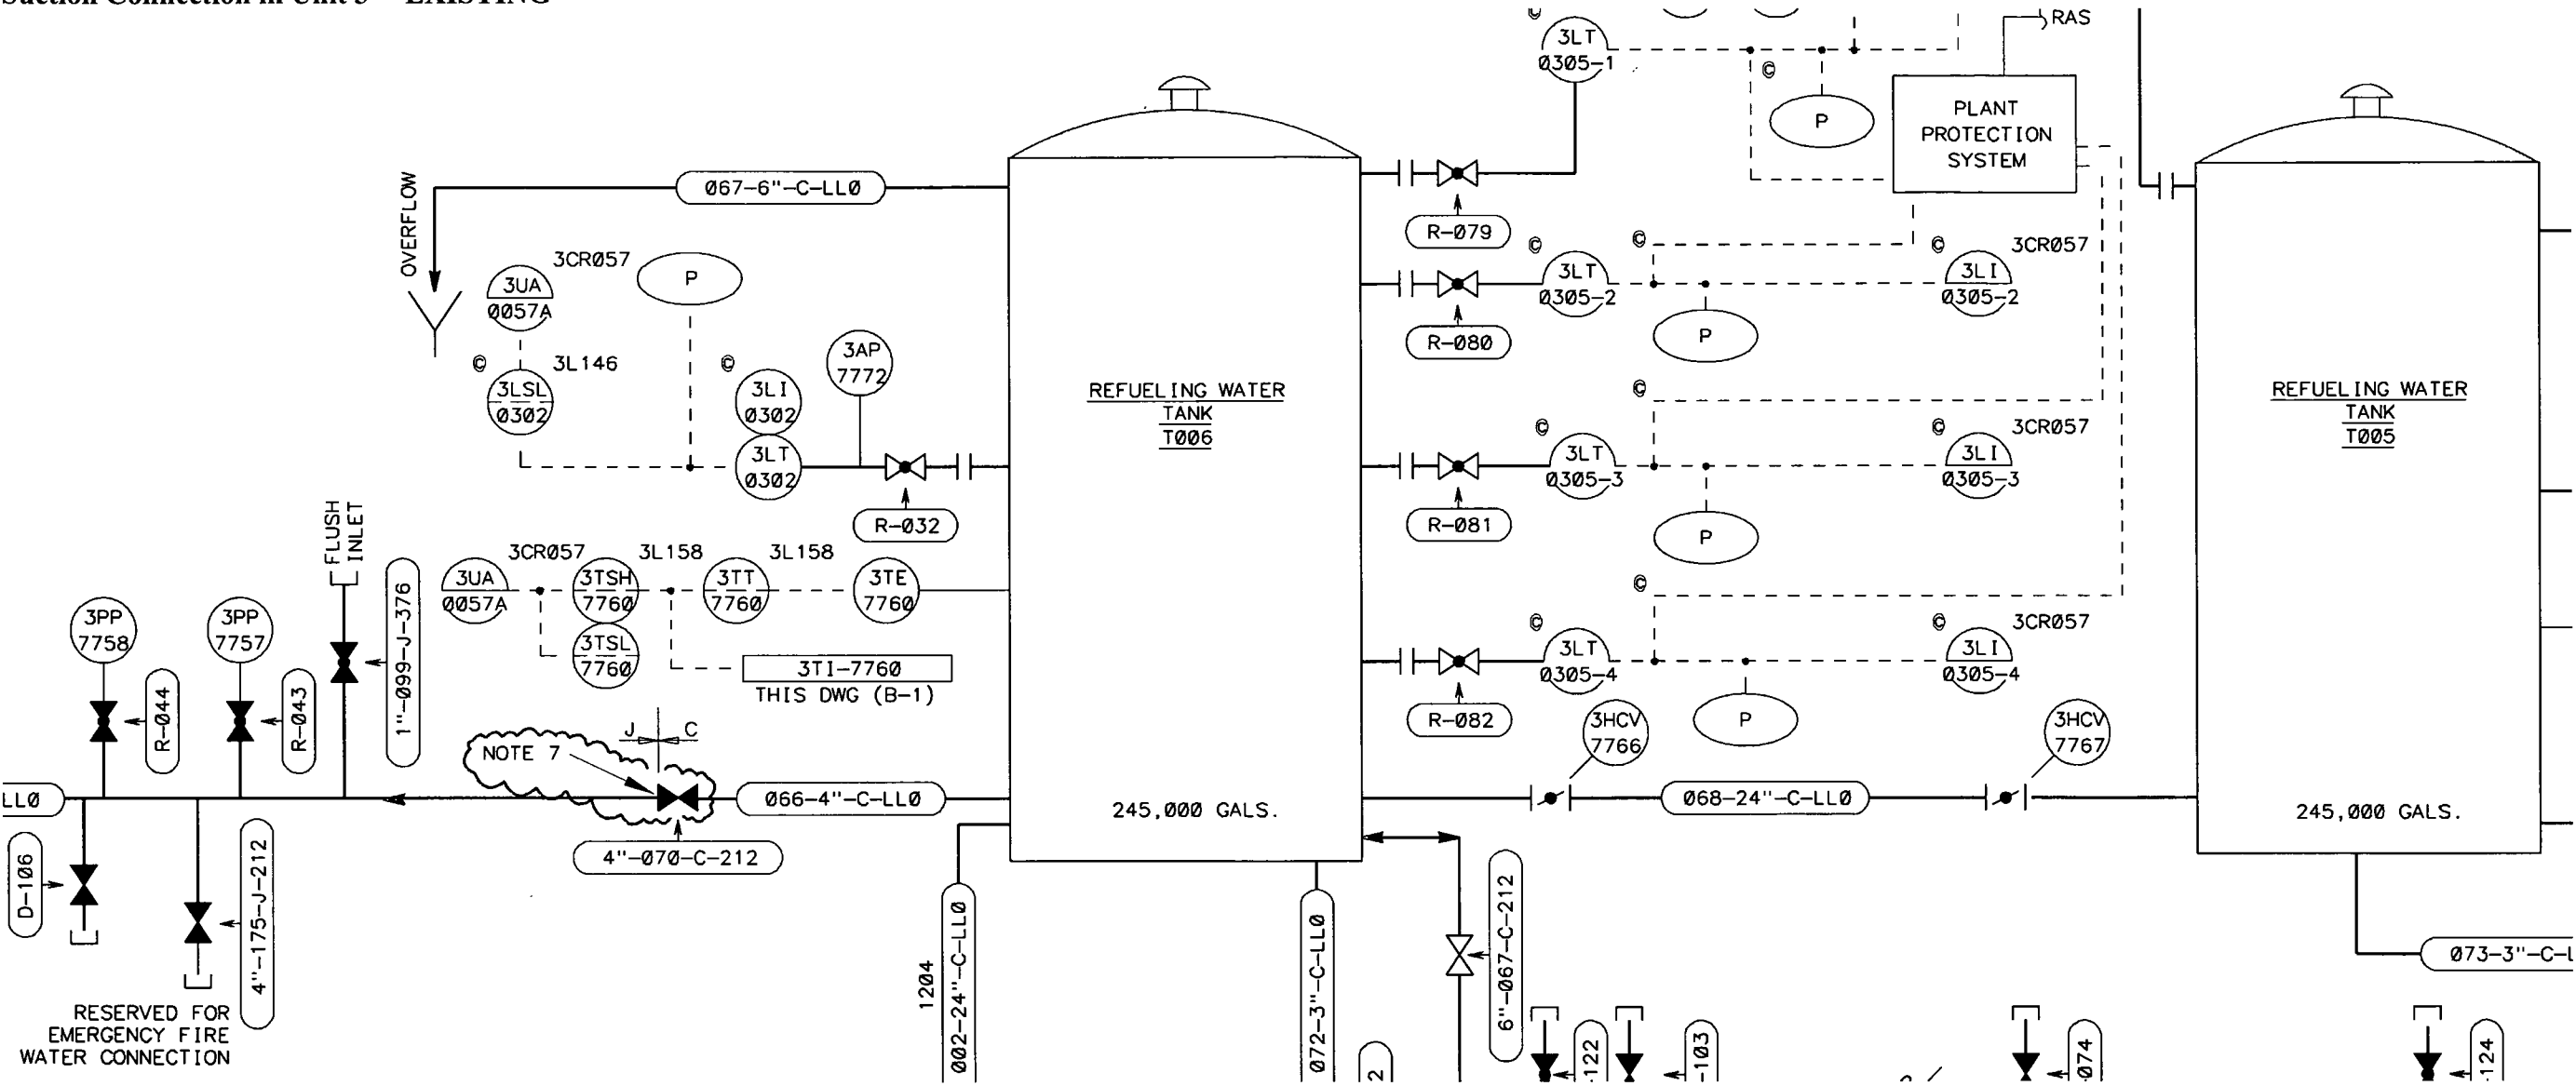 RAS
3LT
0305-1
©
©
P
PLANT
PROTECTION
SYSTEM
067-6"-C-LL0
OVERFLOW
R-079
3CR057
3UA
0057A
P
©
3LT
0305-2
©
©
3CR057
3LI
0305-2
P
R-080
©
3L146
3LSL
0302
©
3LI
0302
3AP
7772
3LT
0302
R-032
REFUELING WATER
TANK
T006
REFUELING WATER
TANK
T005
©
©
3LT
0305-3
©
3CR057
3LI
0305-3
P
R-081
FLUSH
INLET
1"-099-J-376
3CR057
3L158
3L158
3UA
0057A
3TSH
7760
3TT
7760
3TE
7760
3TSL
7760
3TI-7760
THIS DWG (B-1)
©
©
3LT
0305-4
©
3CR057
3LI
0305-4
P
R-082
3PP
7758
3PP
7757
R-044
R-043
J
C
NOTE 7
3HCV
7766
3HCV
7767
LL0
066-4"-C-LL0
068-24"-C-LL0
245,000 GALS.
245,000 GALS.
4"-070-C-212
D-106
4"-175-J-212
RESERVED FOR
EMERGENCY FIRE
WATER CONNECTION
1204
002-24"-C-LL0
072-3"-C-LL0
6"-067-C-212
073-3"-C-L
2
-122
-103
-074
-124